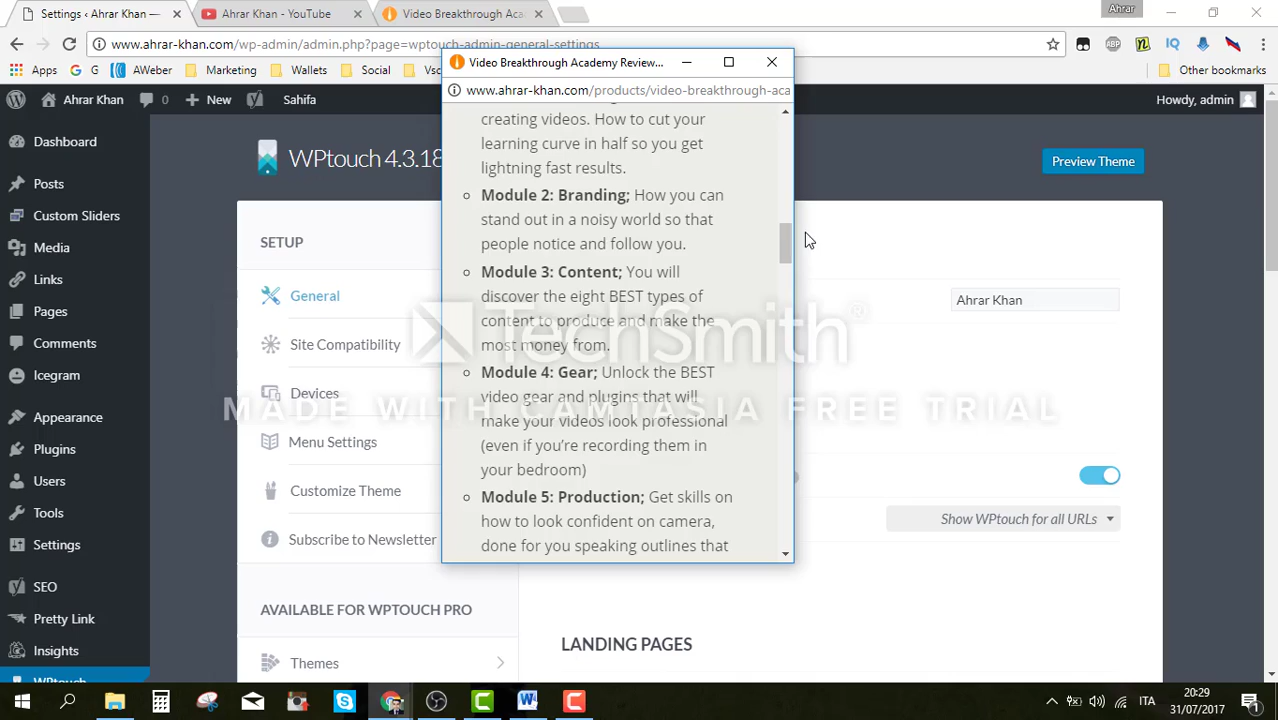 Settings ‹ Ahrar Khan —
Ahrar Khan - YouTube
Video Breakthrough Aca
Ahrar
www.ahrar-khan.com/wp-admin/admin.php?page=wptouch-admin-general-settings
Apps
G
AWeber
Marketing
Wallets
Social
Vsc
Other bookmarks
Ahrar Khan
0
New
Sahifa
Howdy, admin
Dashboard
Posts
Custom Sliders
Media
Links
Pages
Comments
Icegram
Appearance
Plugins
Users
Tools
Settings
SEO
Pretty Link
Insights
WPtouch
WPtouch 4.3.18
Preview Theme
SETUP
General
Site Compatibility
Devices
Menu Settings
Customize Theme
Subscribe to Newsletter
AVAILABLE FOR WPTOUCH PRO
Themes
Video Breakthrough Academy Review...
www.ahrar-khan.com/products/video-breakthrough-aca
creating videos. How to cut your
learning curve in half so you get
lightning fast results.
Module 2: Branding; How you can
stand out in a noisy world so that
people notice and follow you.
Module 3: Content; You will
discover the eight BEST types of
content to produce and make the
most money from.
Module 4: Gear; Unlock the BEST
video gear and plugins that will
make your videos look professional
(even if you're recording them in
your bedroom)
Module 5: Production; Get skills on
how to look confident on camera,
done for you speaking outlines that
Ahrar Khan
Show WPtouch for all URLs
LANDING PAGES
TechSmith®
MADE WITH CAMTASIA FREE TRIAL
ITA
20:29
31/07/2017